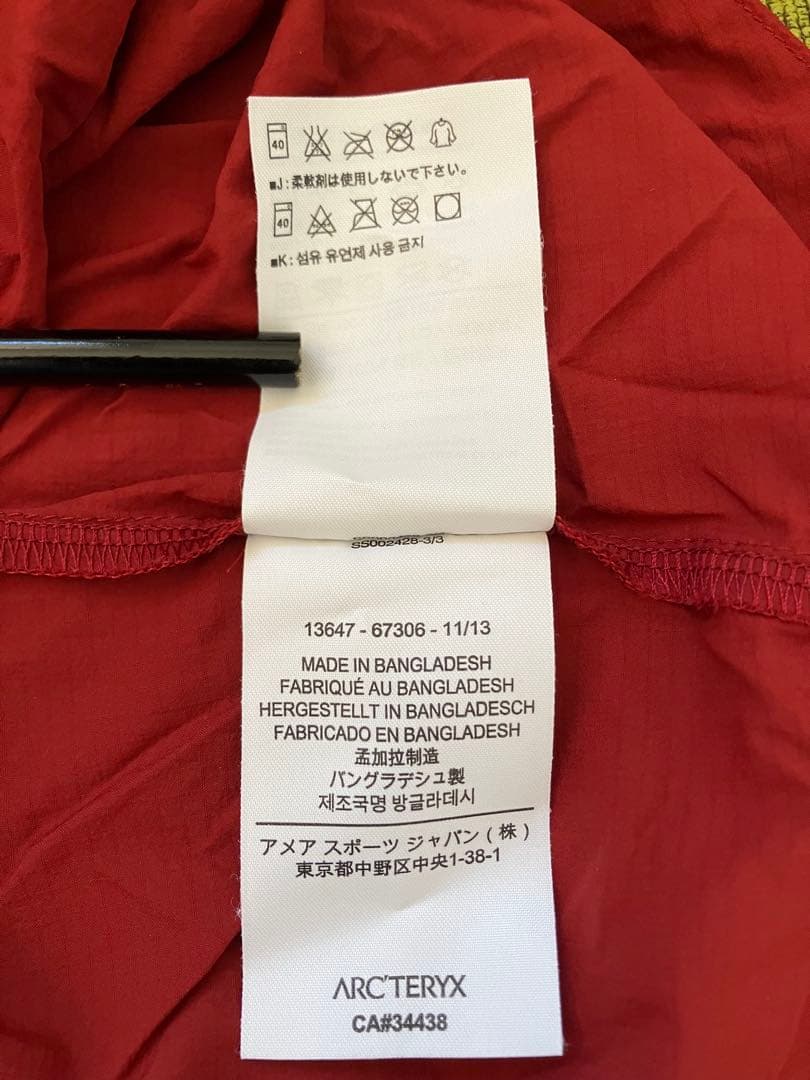 40
■J:柔軟剤は使用しないで下さい。
40
■K:섬유 유연제 사용 금지
SS002428-3/3
13647 - 67306 - 11/13
MADE IN BANGLADESH
FABRIQUÉ AU BANGLADESH
HERGESTELLT IN BANGLADESCH
FABRICADO EN BANGLADESH
孟加拉制造
バングラデシュ製
제조국명 방글라데시
アメア スポーツ ジャパン ( 株 )
東京都中野区中央1-38-1
ARC'TERYX
CA#34438